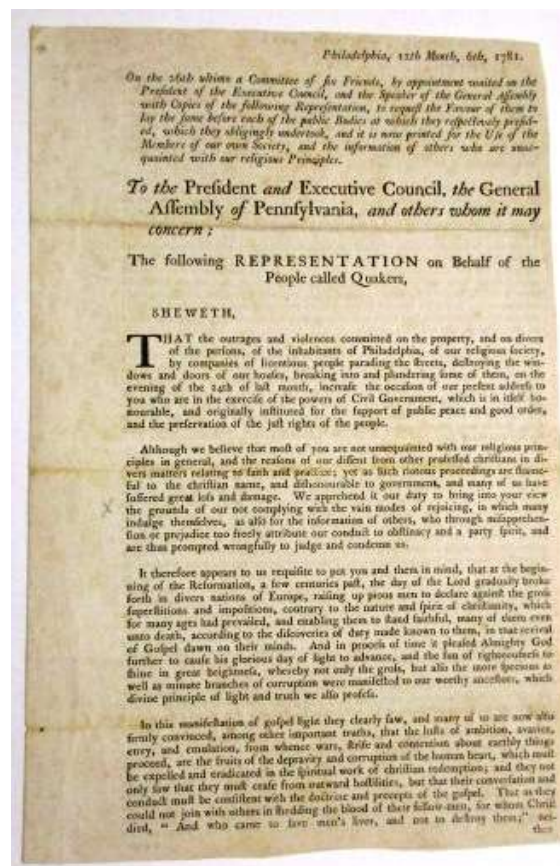 Philadelphia, 12th Month, 6th, 1781.
On the 26th ultimo a Committee of six Friends, by appointment waited on the
President of the Executive Council, and the Speaker of the General Assembly
with Copies of the following Representation, to request the Favour of them to
lay the same before each of the public Bodies at which they respectively presid-
ed, which they obligingly undertook, and it is now printed for the Use of the
Members of our own Society, and the information of others who are unac-
quainted with our religious Principles.
To the President and Executive Council, the General
Assembly of Pennsylvania, and others whom it may
concern;
The following REPRESENTATION on Behalf of the
People called Quakers,
SHEWETH,
THAT the outrages and violences committed on the property, and on divers
of the persons, of the inhabitants of Philadelphia, of our religious society,
by companies of licentious people parading the streets, destroying the win-
dows and doors of our houses, breaking into and plundering some of them, on the
evening of the 24th of last month, increase the occasion of our present address to
you who are in the exercise of the powers of Civil Government, which is in itself ho-
nourable, and originally instituted for the support of public peace and good order,
and the preservation of the just rights of the people.
Although we believe that most of you are not unacquainted with our religious prin-
ciples in general, and the reasons of our dissent from other professed christians in di-
vers matters relating to faith and practice; yet as such riotous proceedings are shame-
ful to the christian name, and dishonourable to government, and many of us have
suffered great loss and damage. We apprehend it our duty to bring into your view
the grounds of our not complying with the vain modes of rejoicing, in which many
indulge themselves, as also for the information of others, who through misapprehen-
sion or prejudice too freely attribute our conduct to obstinacy and a party spirit, and
are thus prompted wrongfully to judge and condemn us.
It therefore appears to us requisite to put you and them in mind, that at the begin-
ning of the Reformation, a few centuries past, the day of the Lord gradually broke
forth in divers nations of Europe, raising up pious men to declare against the gross
superstitions and impositions, contrary to the nature and spirit of christianity, which
for many ages had prevailed, and enabling them to stand faithful, many of them even
unto death, according to the discoveries of duty made known to them, in that revival
of Gospel dawn on their minds. And in process of time it pleased Almighty God
further to cause his glorious day of light to advance, and the sun of righteousness to
shine in great brightness, whereby not only the gross, but also the more specious as
well as minute branches of corruption were manifested to our worthy ancestors, which
divine principle of light and truth we also profess.
In this manifestation of gospel light they clearly saw, and many of us are now also
firmly convinced, among other important truths, that the lusts of ambition, avarice,
envy, and emulation, from whence wars, strife and contention about earthly things
proceed, are the fruits of the depravity and corruption of the human heart, which must
be expelled and eradicated in the spiritual work of christian redemption; and they not
only saw that they must cease from outward hostilities, but that their conversation and
conduct must be consistent with the doctrine and precepts of the gospel. That as they
could not join with others in shedding the blood of their fellow-men, for whom Christ
died, " And who came to save men's lives, and not to destroy them;" nei-
ther